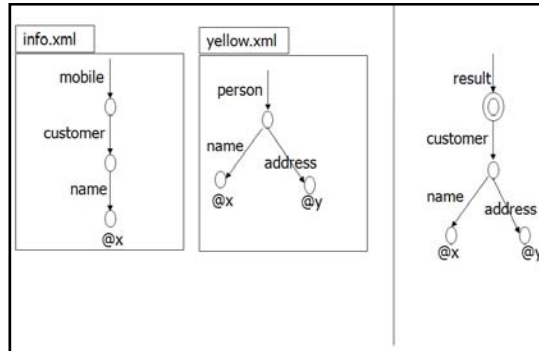 info.xml
mobile
customer
name
@x
yellow.xml
person
name
address
@x
@y
result
customer
name
address
@x
@y